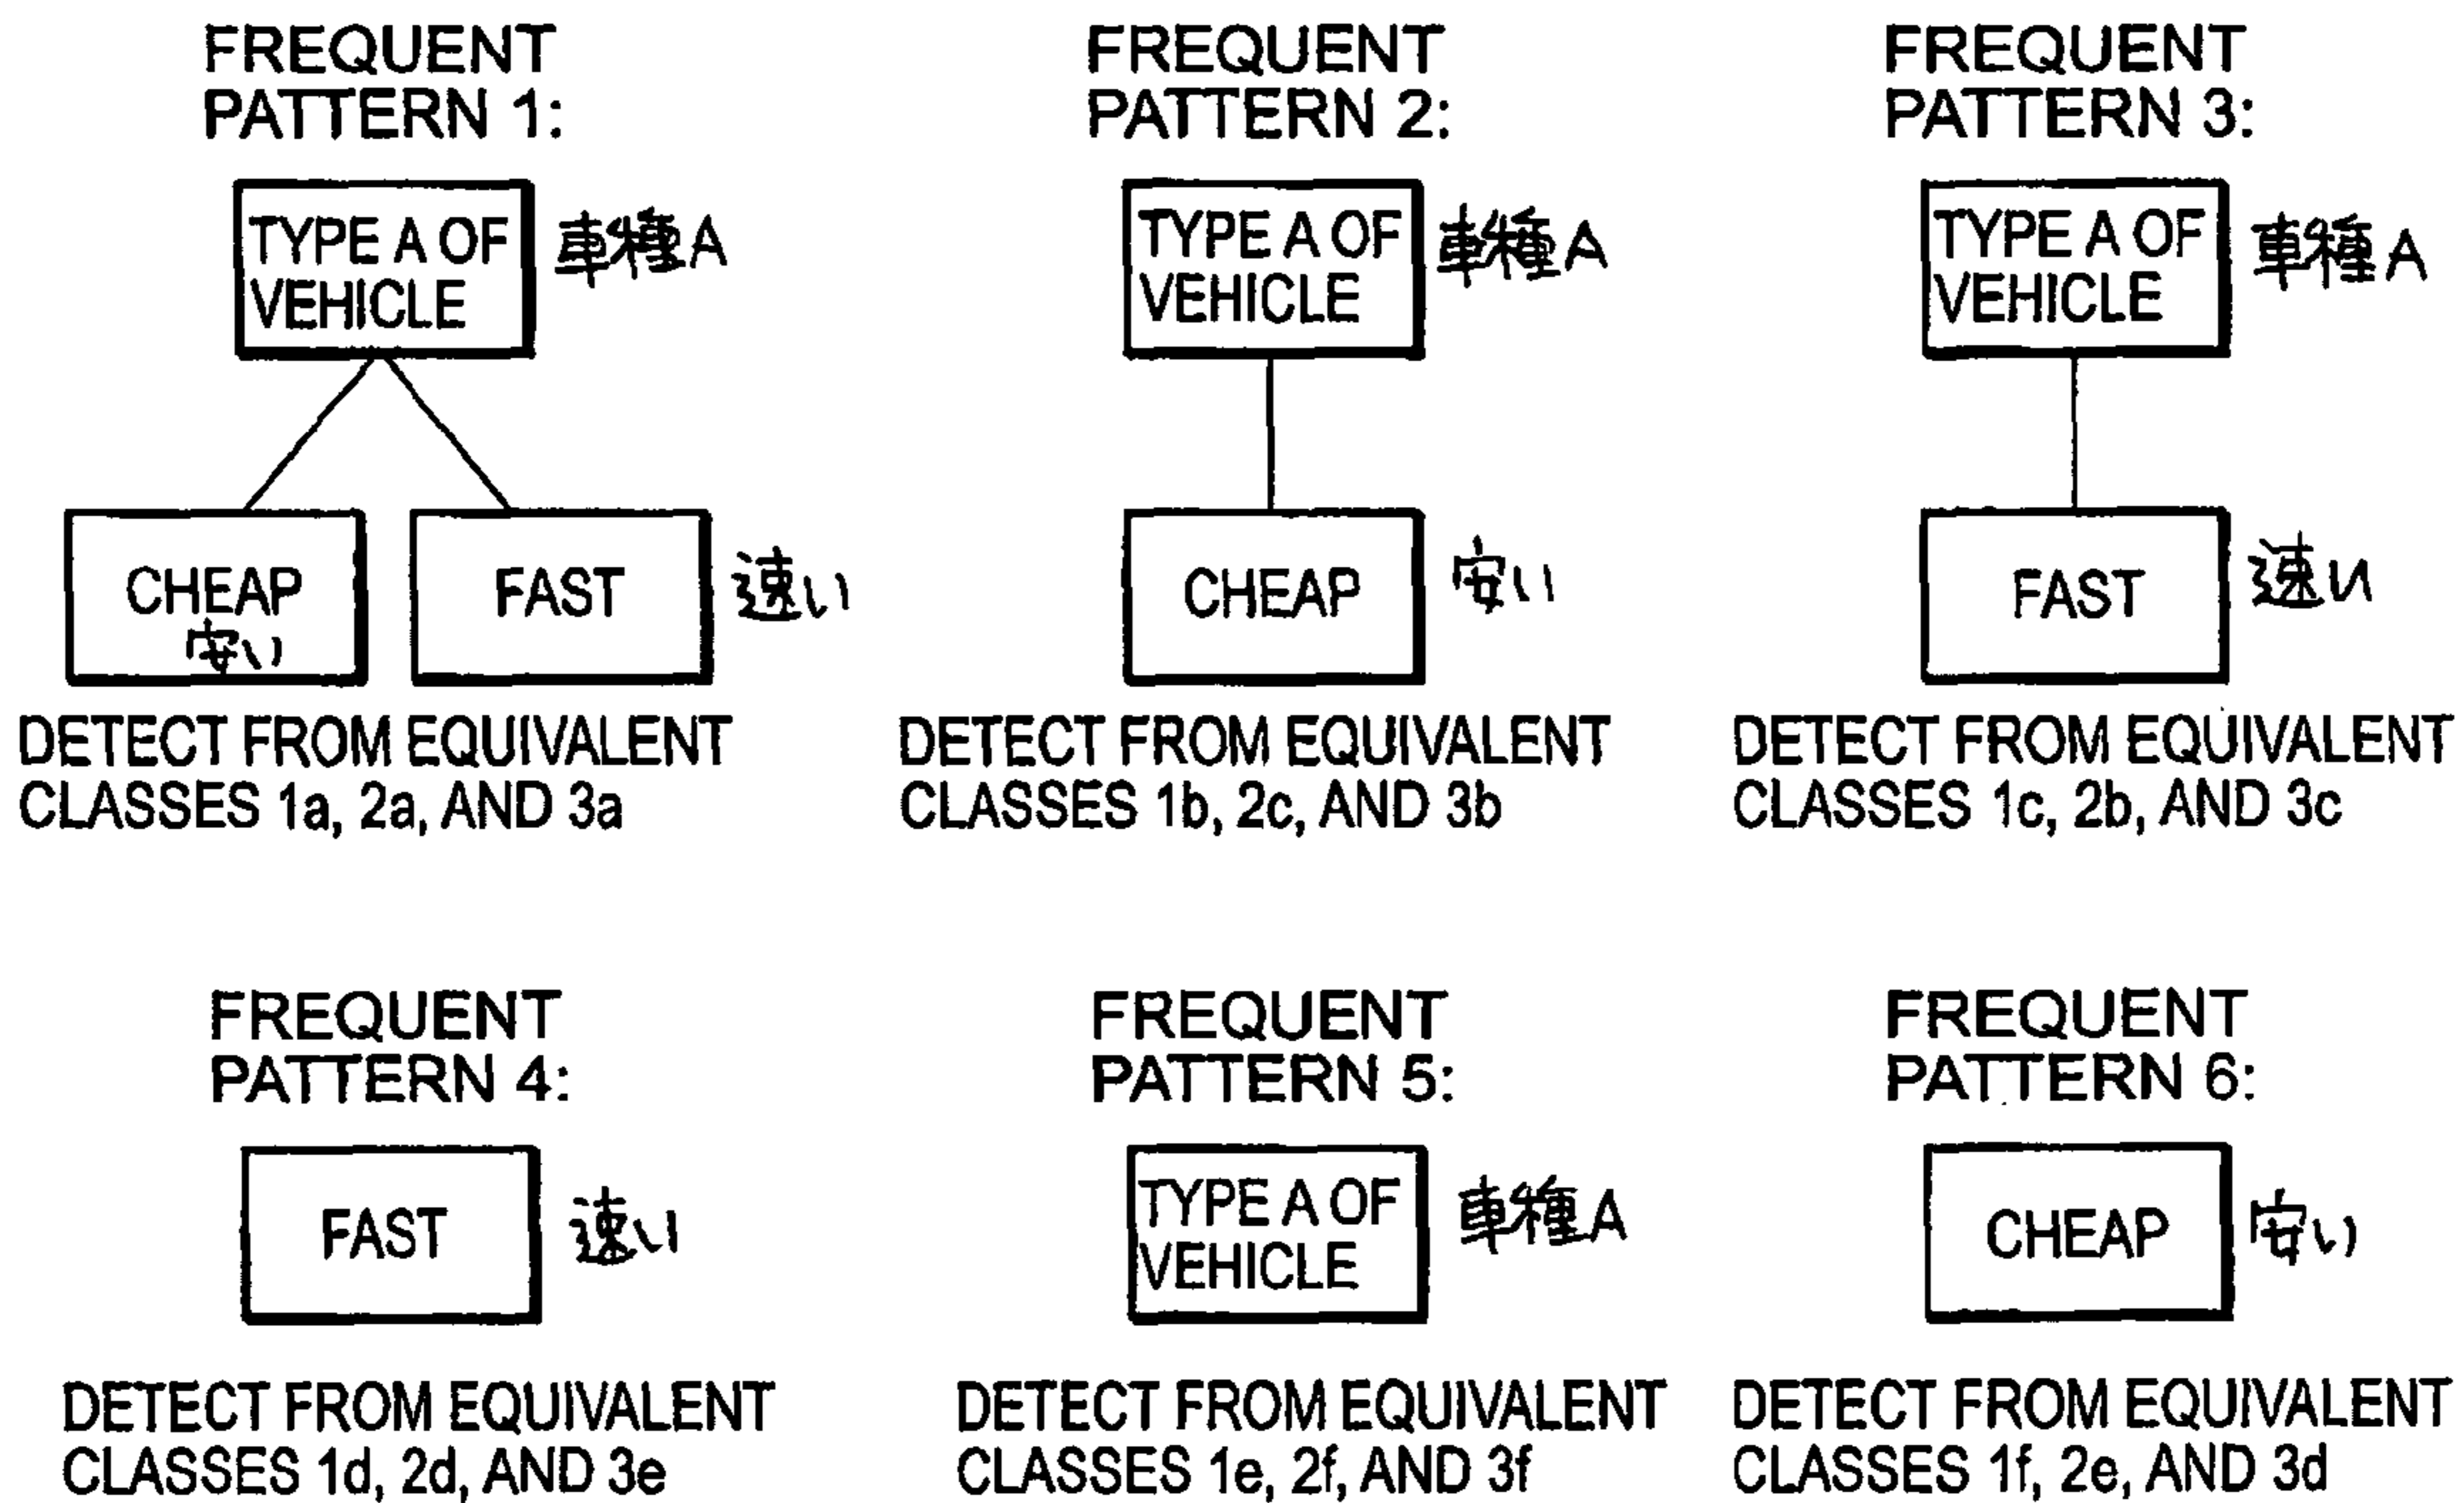 FREQUENT
PATTERN 1:
TYPE A OF
VEHICLE
車種A
CHEAP
安い
FAST
速い
DETECT FROM EQUIVALENT
CLASSES 1a, 2a, AND 3a
FREQUENT
PATTERN 2:
TYPE A OF
VEHICLE
車種A
CHEAP
安い
DETECT FROM EQUIVALENT
CLASSES 1b, 2c, AND 3b
FREQUENT
PATTERN 3:
TYPE A OF
VEHICLE
車種A
FAST
速い
DETECT FROM EQUIVALENT
CLASSES 1c, 2b, AND 3c
FREQUENT
PATTERN 4:
FAST
速い
DETECT FROM EQUIVALENT
CLASSES 1d, 2d, AND 3e
FREQUENT
PATTERN 5:
TYPE A OF
VEHICLE
車種A
DETECT FROM EQUIVALENT
CLASSES 1e, 2f, AND 3f
FREQUENT
PATTERN 6:
CHEAP
安い
DETECT FROM EQUIVALENT
CLASSES 1f, 2e, AND 3d